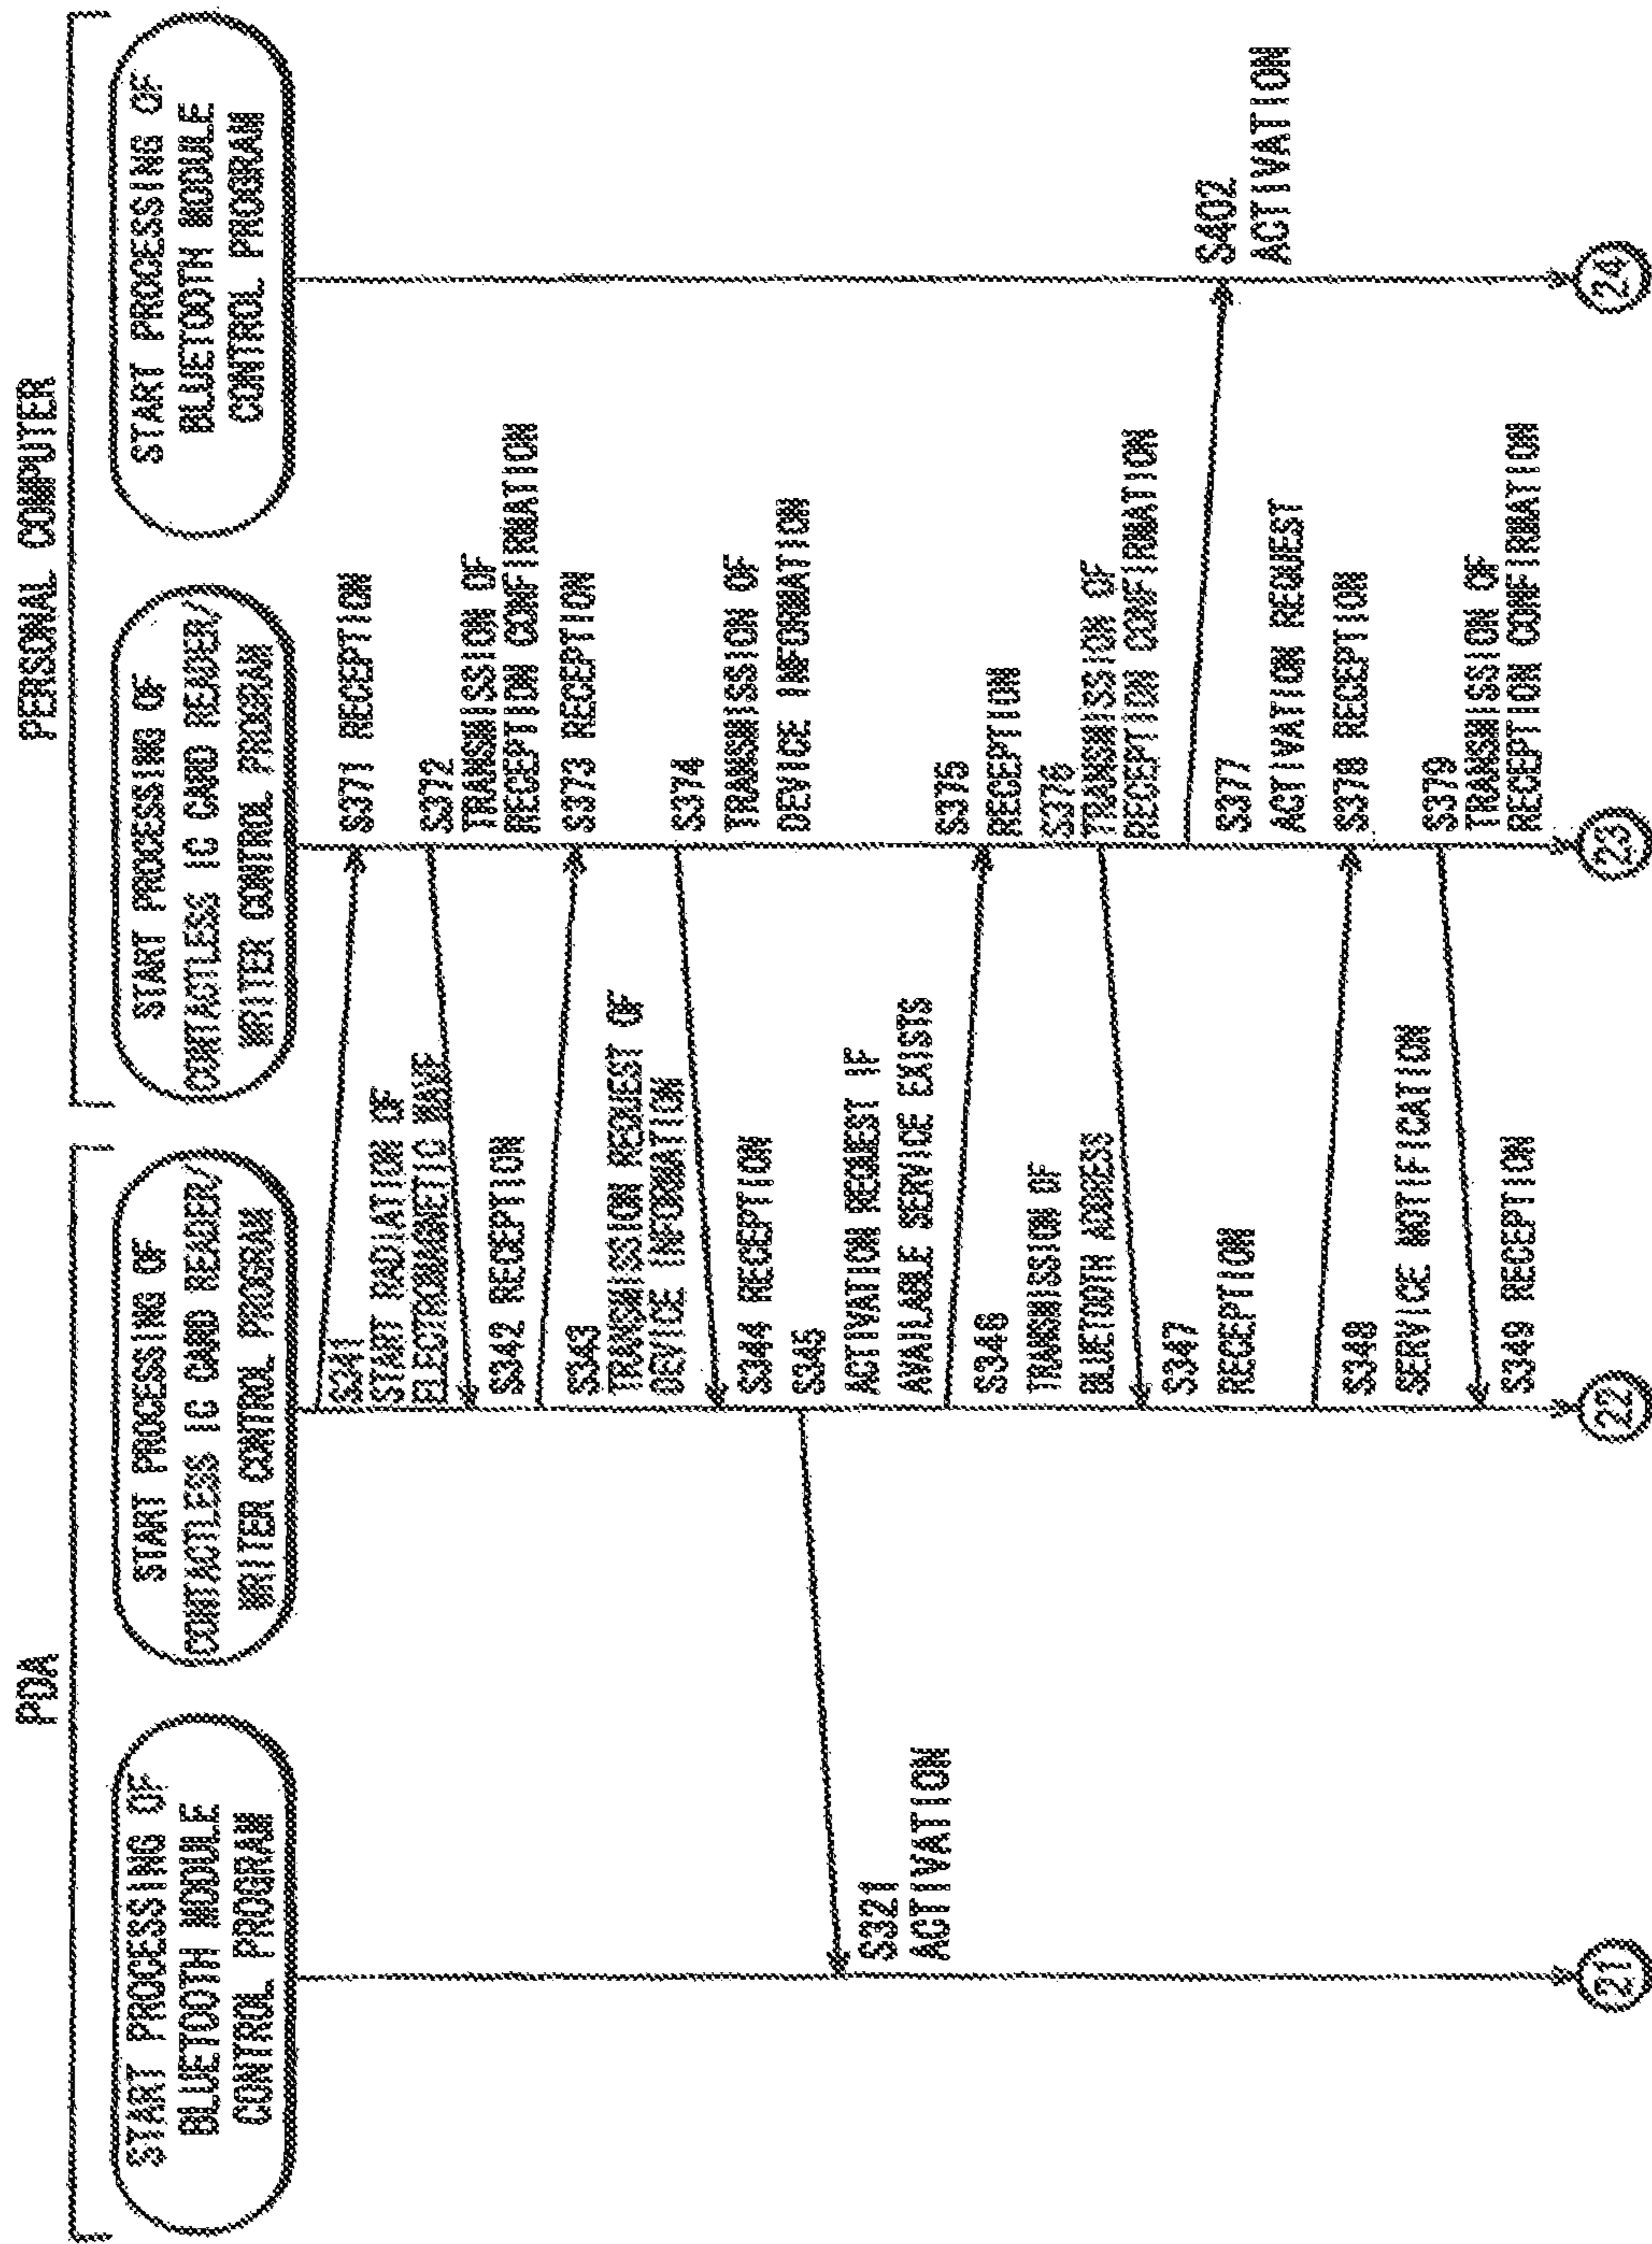 PDA
PERSONAL COMPUTER
START PROCESSING OF
BLUETOOTH MODULE
CONTROL PROGRAM
START PROCESSING OF
CONTACTLESS IC CARD READER/
WRITER CONTROL PROGRAM
START PROCESSING OF
CONTACTLESS IC CARD READER/
WRITER CONTROL PROGRAM
START PROCESSING OF
BLUETOOTH MODULE
CONTROL PROGRAM
S341
START RADIATION OF
ELECTROMAGNETIC WAVE
S371 RECEPTION
S372
TRANSMISSION OF
RECEPTION CONFIRMATION
S342 RECEPTION
S343
TRANSMISSION REQUEST OF
DEVICE INFORMATION
S373 RECEPTION
S374
TRANSMISSION OF
DEVICE INFORMATION
S344 RECEPTION
S345
ACTIVATION REQUEST IF
AVAILABLE SERVICE EXISTS
S321
ACTIVATION
S346
TRANSMISSION OF
BLUETOOTH ADDRESS
S375
RECEPTION
S376
TRANSMISSION OF
RECEPTION CONFIRMATION
S347
RECEPTION
S377
ACTIVATION REQUEST
S402
ACTIVATION
S348
SERVICE NOTIFICATION
S378 RECEPTION
S379
TRANSMISSION OF
RECEPTION CONFIRMATION
S349 RECEPTION
21
22
23
24